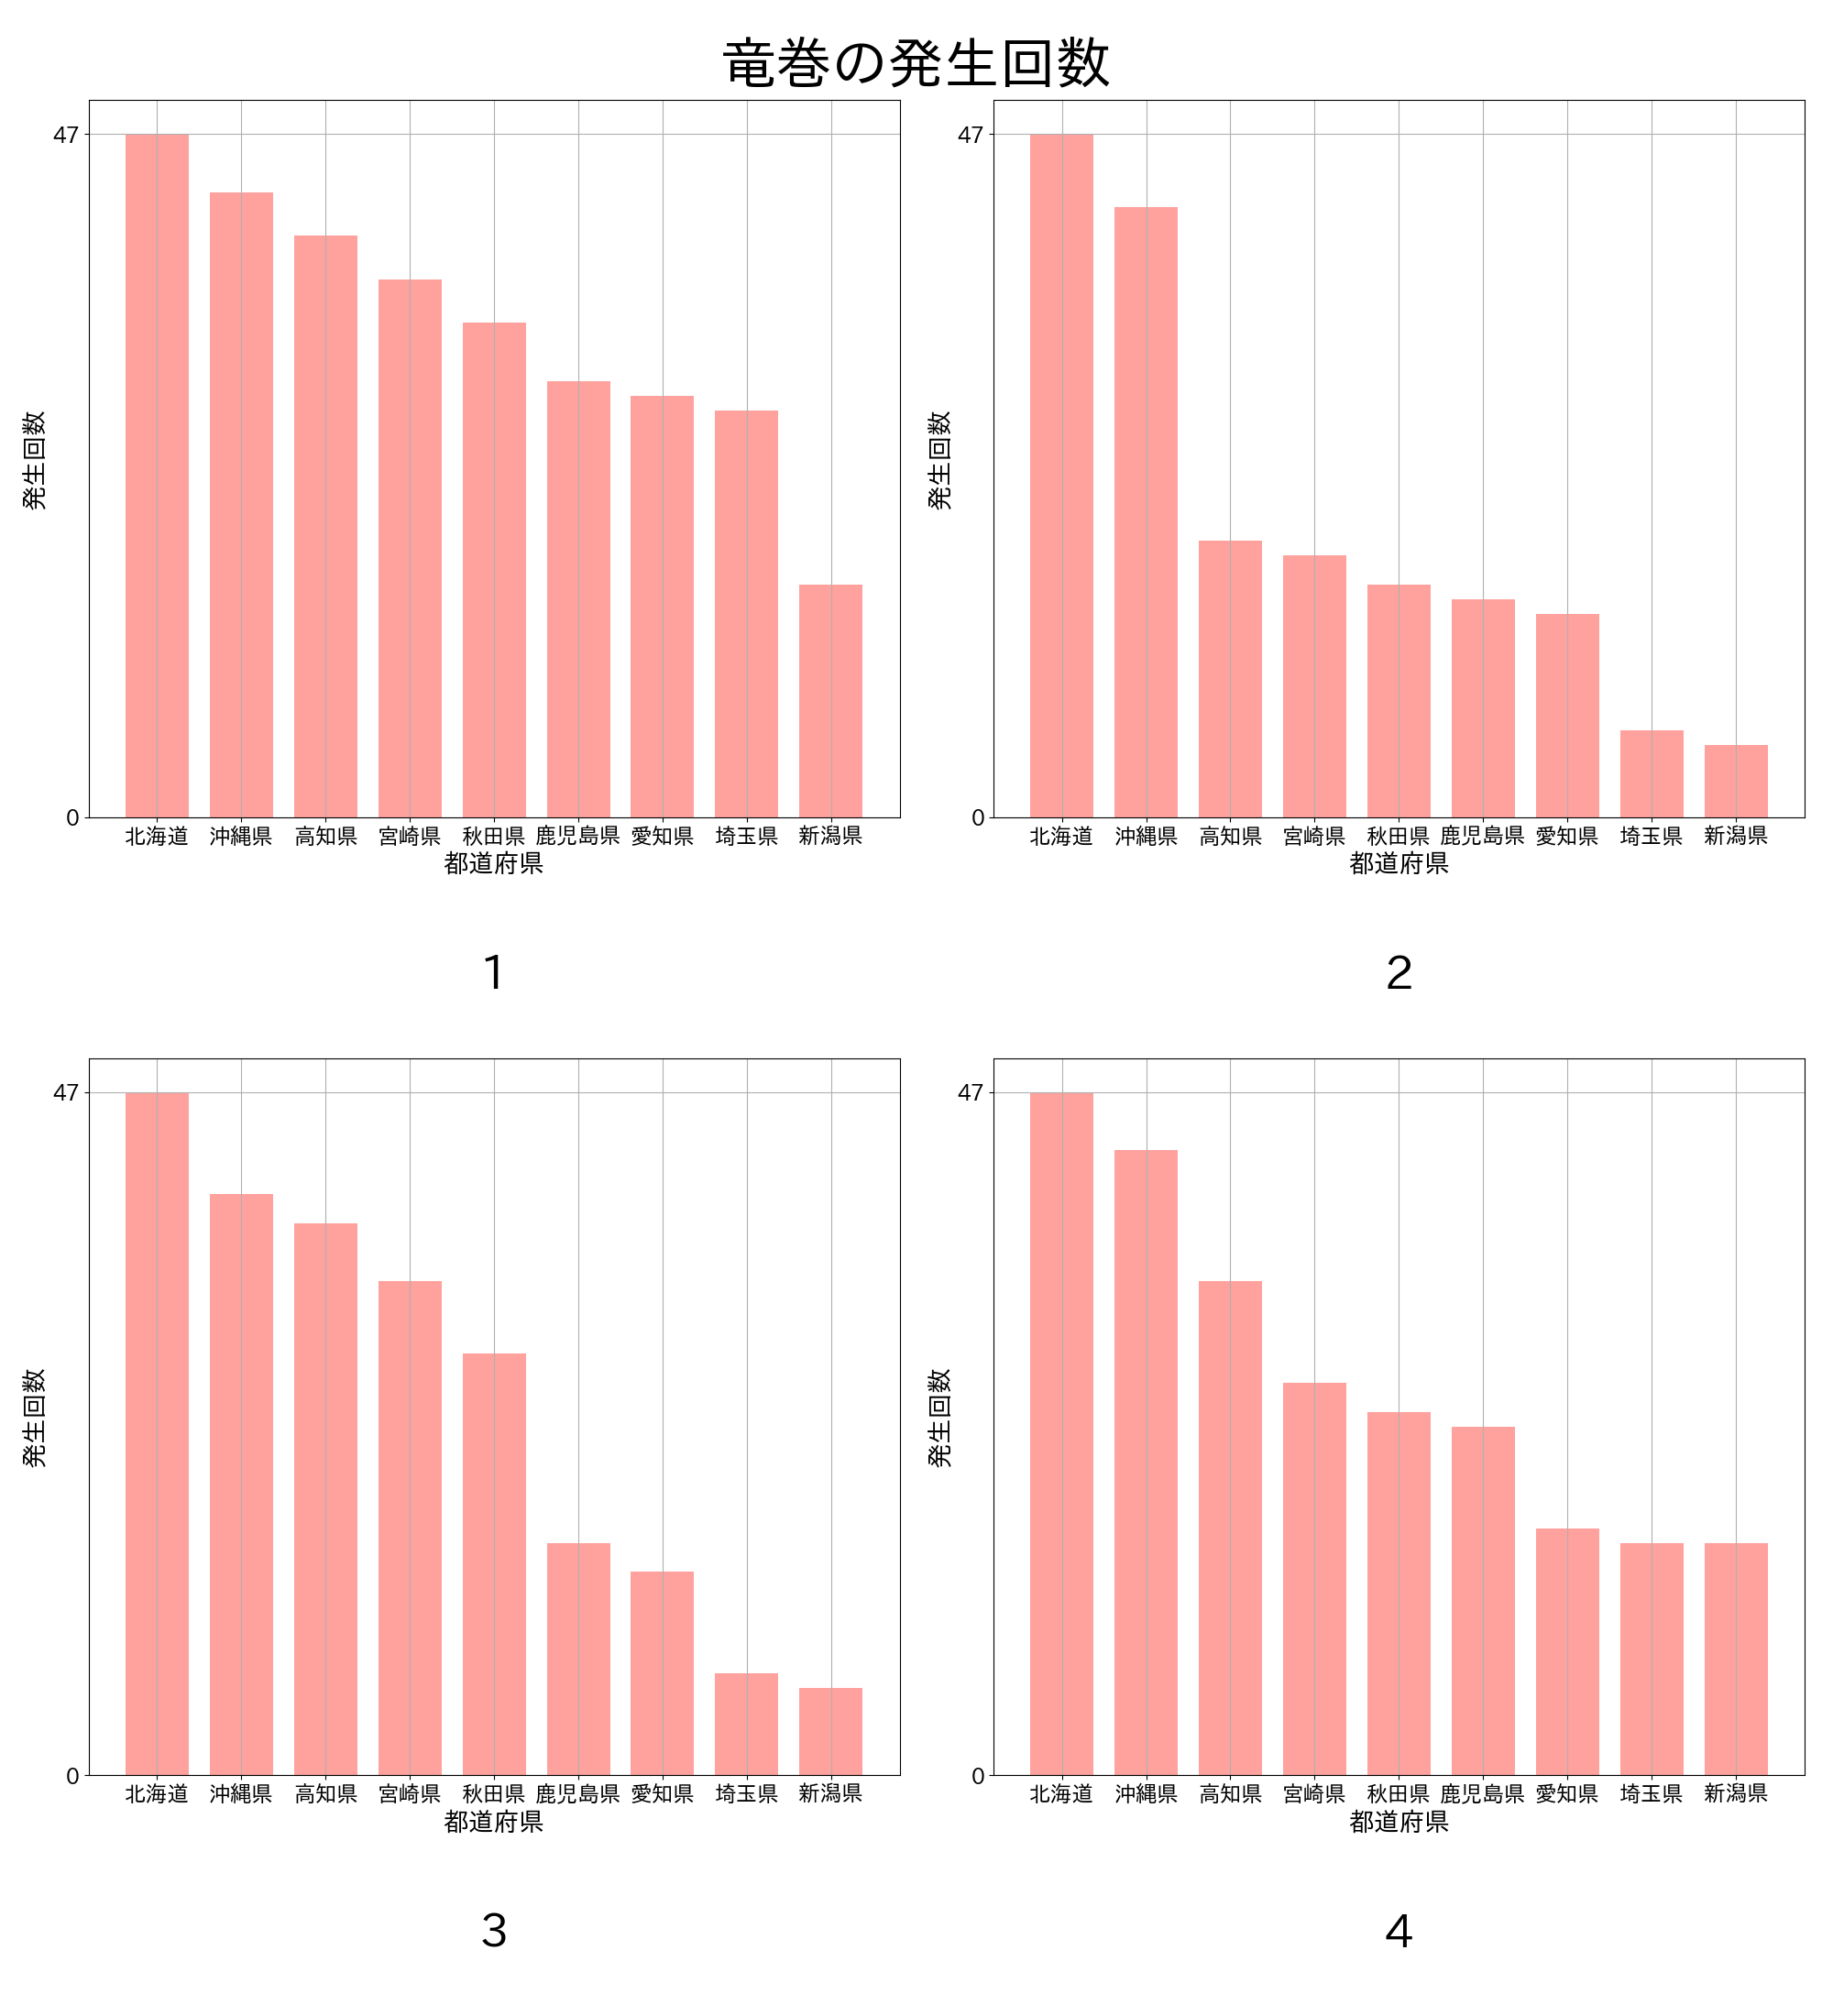 竜巻の発生回数
47
0
発生回数
北海道 沖縄県 高知県 宮崎県 秋田県 鹿児島県 愛知県 埼玉県 新潟県
都道府県
1
47
0
発生回数
北海道 沖縄県 高知県 宮崎県 秋田県 鹿児島県 愛知県 埼玉県 新潟県
都道府県
2
47
0
発生回数
北海道 沖縄県 高知県 宮崎県 秋田県 鹿児島県 愛知県 埼玉県 新潟県
都道府県
3
47
0
発生回数
北海道 沖縄県 高知県 宮崎県 秋田県 鹿児島県 愛知県 埼玉県 新潟県
都道府県
4